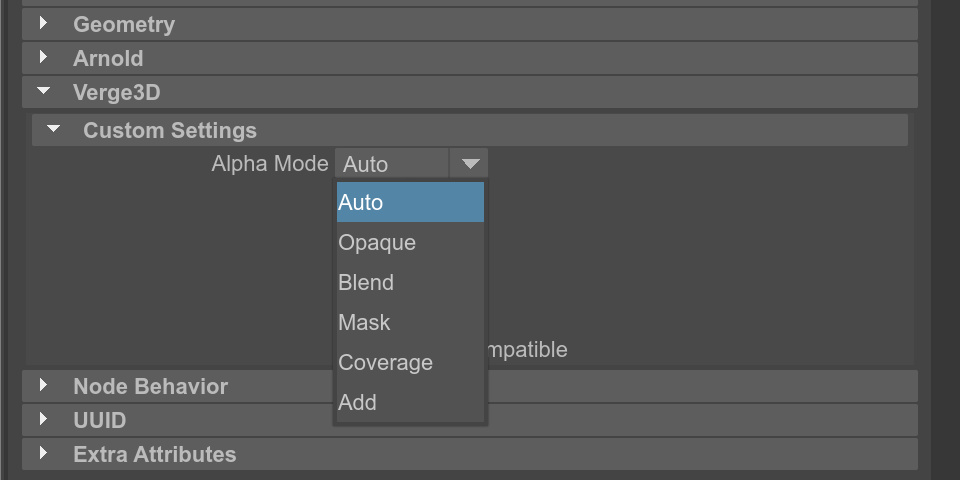 Geometry
Arnold
Verge3D
Custom Settings
Alpha Mode Auto
Auto
Opaque
Blend
Mask
mpatible
Coverage
Node Behavior
Add
UUID
Extra Attributes